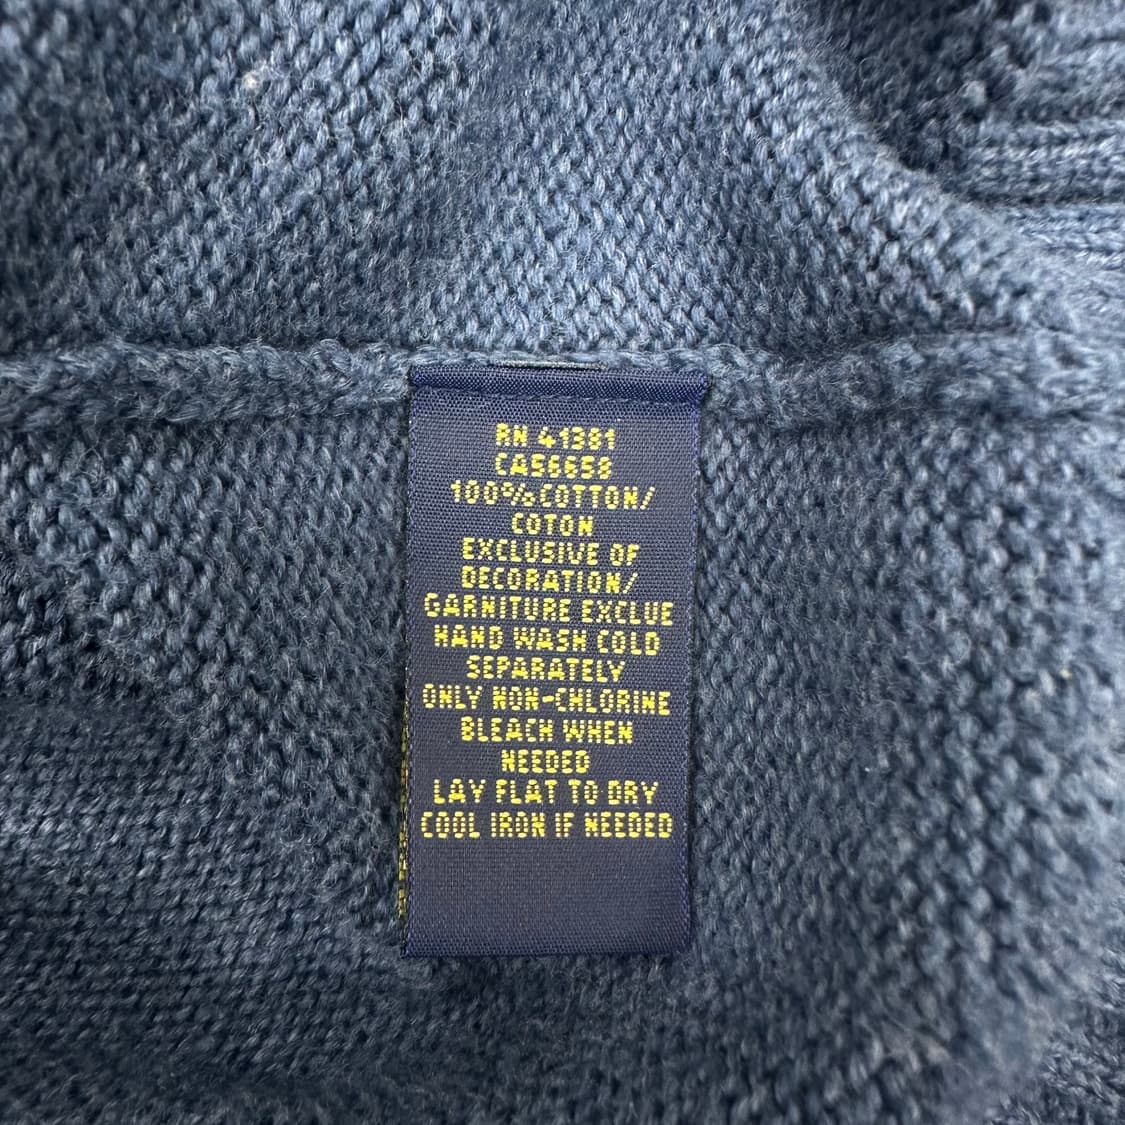 RN 41381
CA56658
100% COTTON/
COTON
EXCLUSIVE OF
DECORATION/
GARNITURE EXCLUE
HAND WASH COLD
SEPARATELY
ONLY NON-CHLORINE
BLEACH WHEN
NEEDED
LAY FLAT TO DRY
COOL IRON IF NEEDED